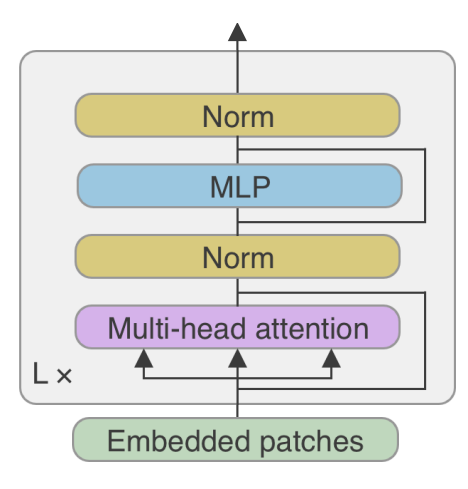 Norm
MLP
Norm
Multi-head attention
L ×
Embedded patches